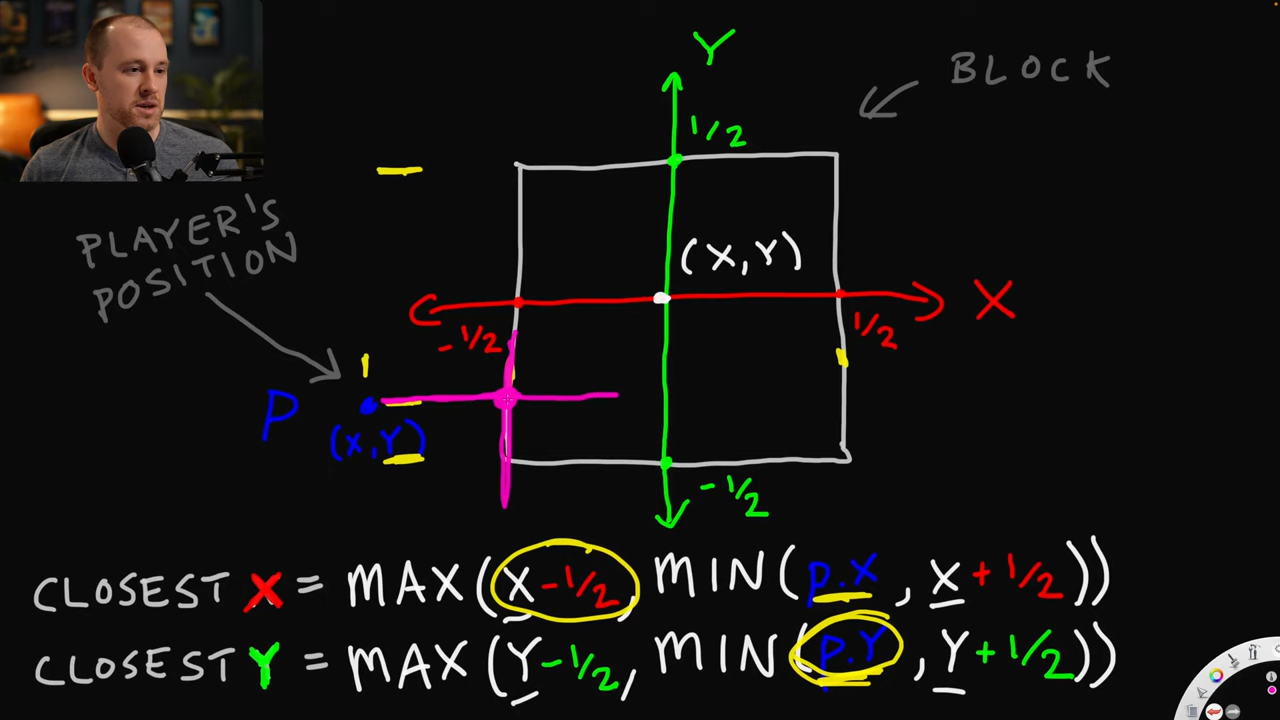 Y
BLOCK
1/2
PLAYER'S
POSITION
(X,Y)
X
-1/2
1/2
P
(X,Y)
-1/2
CLOSEST X = MAX(X-1/2, MIN(p.X, X+1/2))
CLOSEST Y = MAX(Y-1/2, MIN(p.Y, Y+1/2))